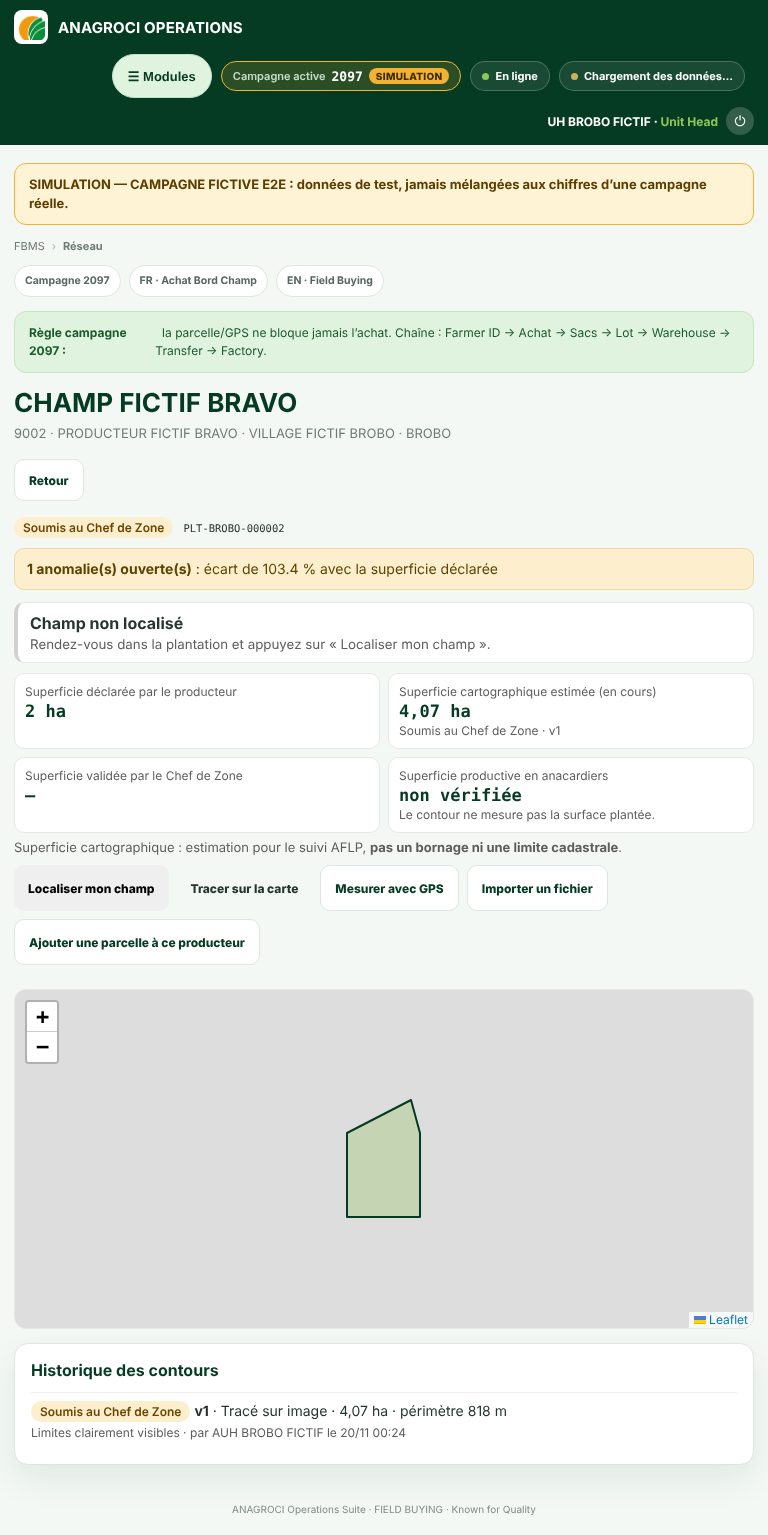 ANAGROCI OPERATIONS
☰ Modules
Campagne active 2097 SIMULATION
En ligne
Chargement des données…
UH BROBO FICTIF · Unit Head
SIMULATION — CAMPAGNE FICTIVE E2E : données de test, jamais mélangées aux chiffres d’une campagne
réelle.
FBMS › Réseau
Campagne 2097
FR · Achat Bord Champ
EN · Field Buying
Règle campagne
2097 :
la parcelle/GPS ne bloque jamais l’achat. Chaîne : Farmer ID → Achat → Sacs → Lot → Warehouse →
Transfer → Factory.
CHAMP FICTIF BRAVO
9002 · PRODUCTEUR FICTIF BRAVO · VILLAGE FICTIF BROBO · BROBO
Retour
Soumis au Chef de Zone PLT-BROBO-000002
1 anomalie(s) ouverte(s) : écart de 103.4 % avec la superficie déclarée
Champ non localisé
Rendez-vous dans la plantation et appuyez sur « Localiser mon champ ».
Superficie déclarée par le producteur
2 ha
Superficie cartographique estimée (en cours)
4,07 ha
Soumis au Chef de Zone · v1
Superficie validée par le Chef de Zone
—
Superficie productive en anacardiers
non vérifiée
Le contour ne mesure pas la surface plantée.
Superficie cartographique : estimation pour le suivi AFLP, pas un bornage ni une limite cadastrale.
Localiser mon champ
Tracer sur la carte
Mesurer avec GPS
Importer un fichier
Ajouter une parcelle à ce producteur
+
−
Leaflet
Historique des contours
Soumis au Chef de Zone v1 · Tracé sur image · 4,07 ha · périmètre 818 m
Limites clairement visibles · par AUH BROBO FICTIF le 20/11 00:24
ANAGROCI Operations Suite · FIELD BUYING · Known for Quality